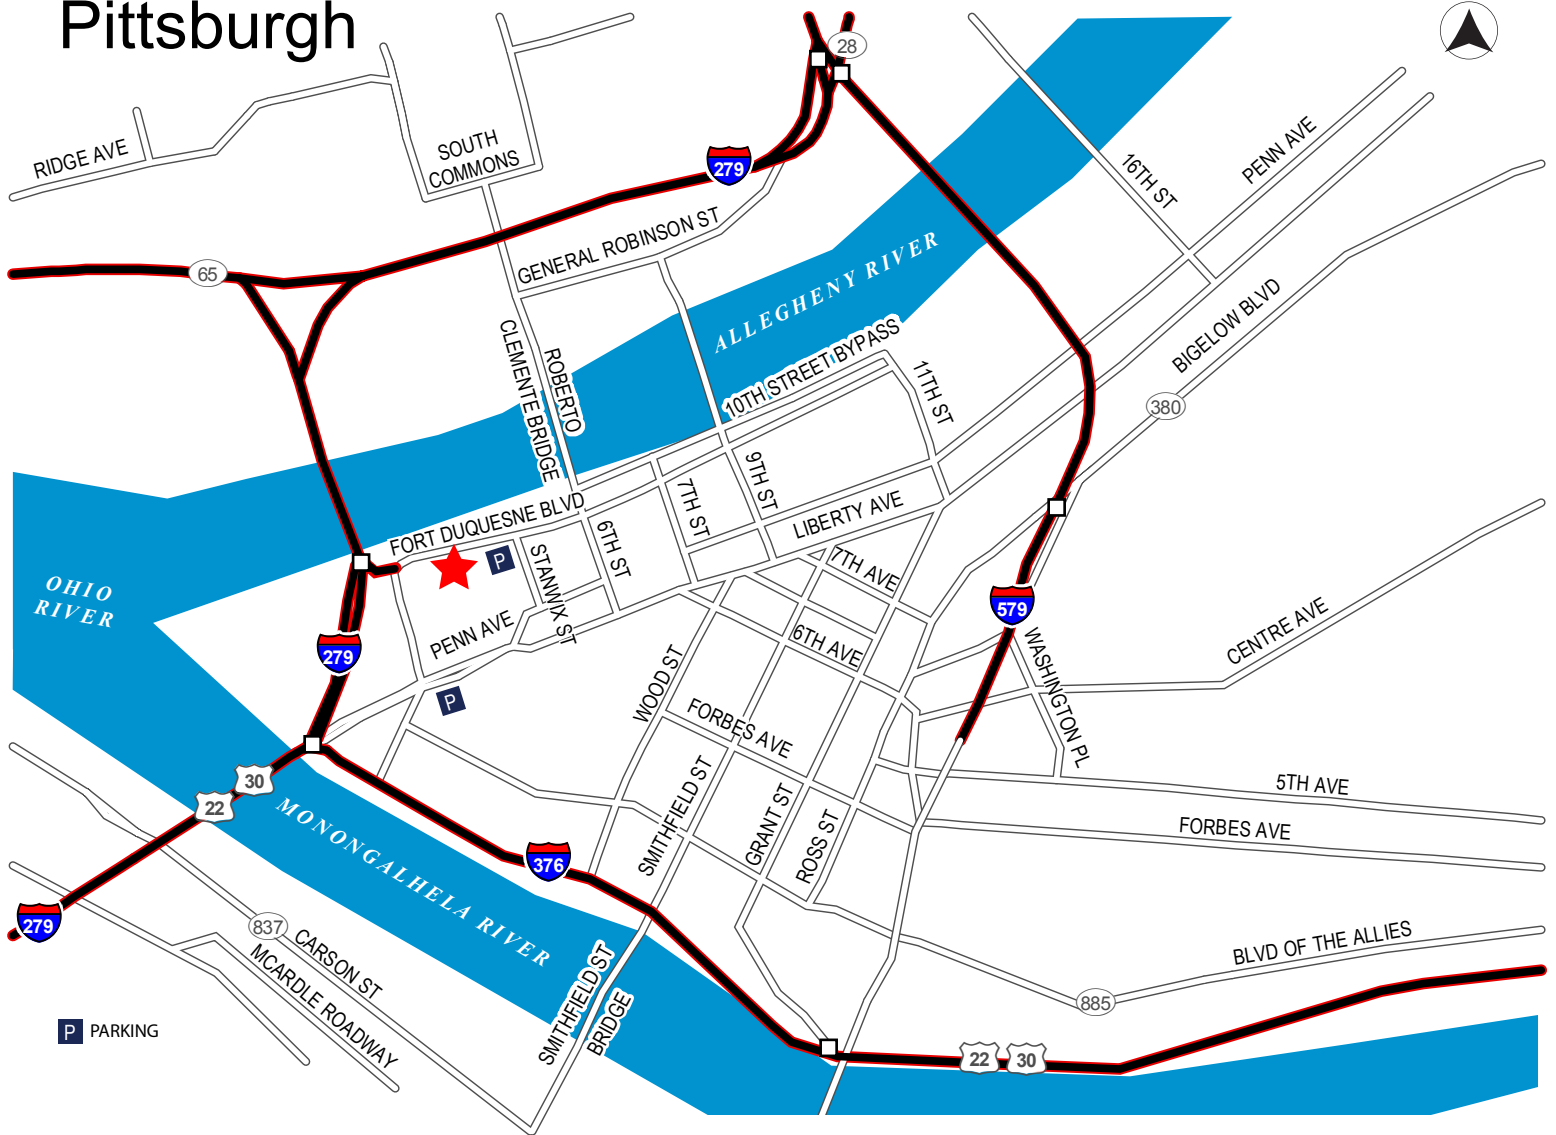 Pittsburgh
28
RIDGE AVE
SOUTH
COMMONS
279
16TH ST
PENN AVE
GENERAL ROBINSON ST
65
ALLEGHENY RIVER
BIGELOW BLVD
CLEMENTE BRIDGE
ROBERTO
10TH STREET BYPASS
11TH ST
380
9TH ST
7TH ST
LIBERTY AVE
FORT DUQUESNE BLVD
6TH ST
P
STANWIX ST
7TH AVE
OHIO
RIVER
579
PENN AVE
279
6TH AVE
CENTRE AVE
WASHINGTON PL
WOOD ST
P
FORBES AVE
30
22
SMITHFIELD ST
GRANT ST
ROSS ST
5TH AVE
FORBES AVE
MONONGALHELA RIVER
376
279
837
CARSON ST
MCARDLE ROADWAY
BLVD OF THE ALLIES
885
SMITHFIELD ST
BRIDGE
P PARKING
22
30